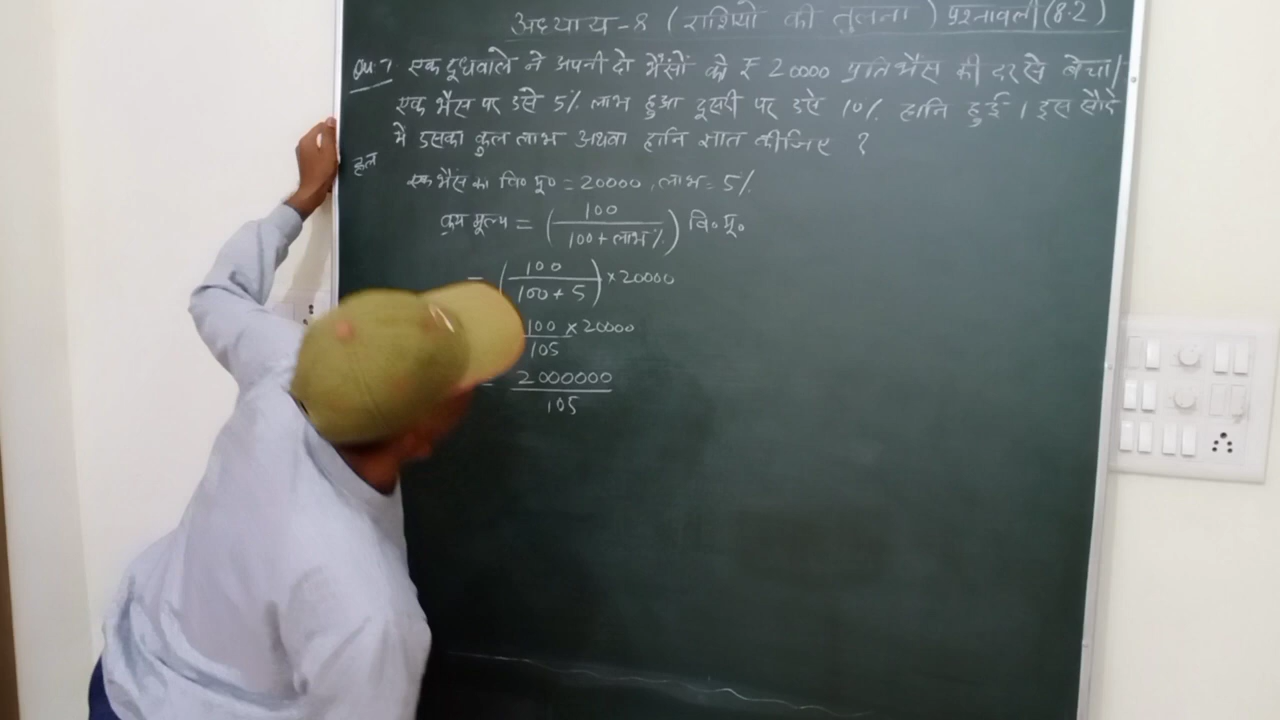 अध्याय-8 (राशियो की तुलना) प्रश्नावली (8.2)
Qu:7 एक दूधवाले ने अपनी दो भैंसों को ₹ 20000 प्रति भैंस की दर से बेचा।
एक भैंस पर उसे 5% लाभ हुआ दूसरी पर उसे 10% हानि हुई। इस सौदे
मे उसका कुल लाभ अथवा हानि ज्ञात कीजिए ?
हल
एक भैंस का वि० मू० = 20000, लाभ = 5%
क्रय मूल्य = (100 / 100 + लाभ%) वि० मू०
= (100 / 100 + 5) × 20000
100 / 105 × 20000
= 2000000 / 105